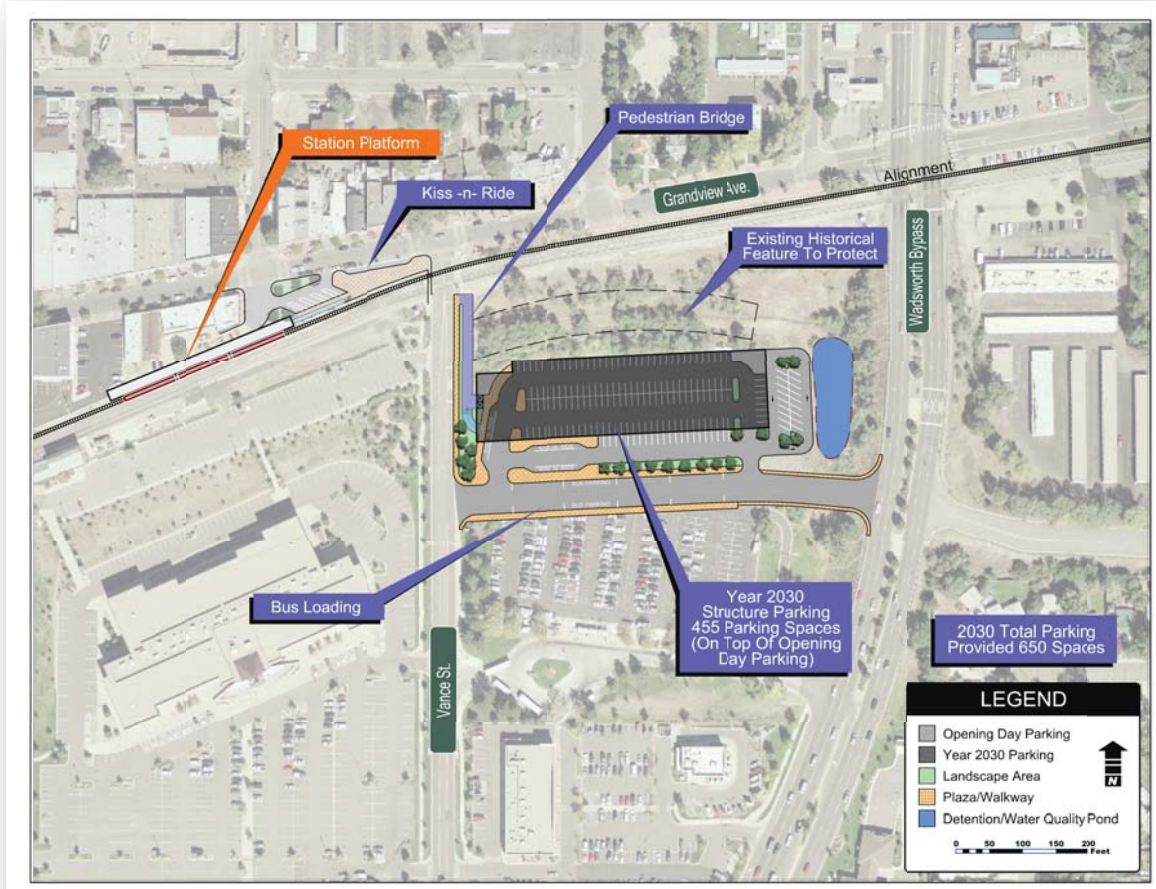 Pedestrian Bridge
Station Platform
Alignment
Kiss -n- Ride
Grandview Ave.
Existing Historical
Feature To Protect
Wadsworth Bypass
Bus Loading
Year 2030
Structure Parking
455 Parking Spaces
(On Top Of Opening
Day Parking)
2030 Total Parking
Provided 650 Spaces
Vance St.
LEGEND
Opening Day Parking
Year 2030 Parking
Landscape Area
Plaza/Walkway
Detention/Water Quality Pond
N
0 50 100 150 200
Feet